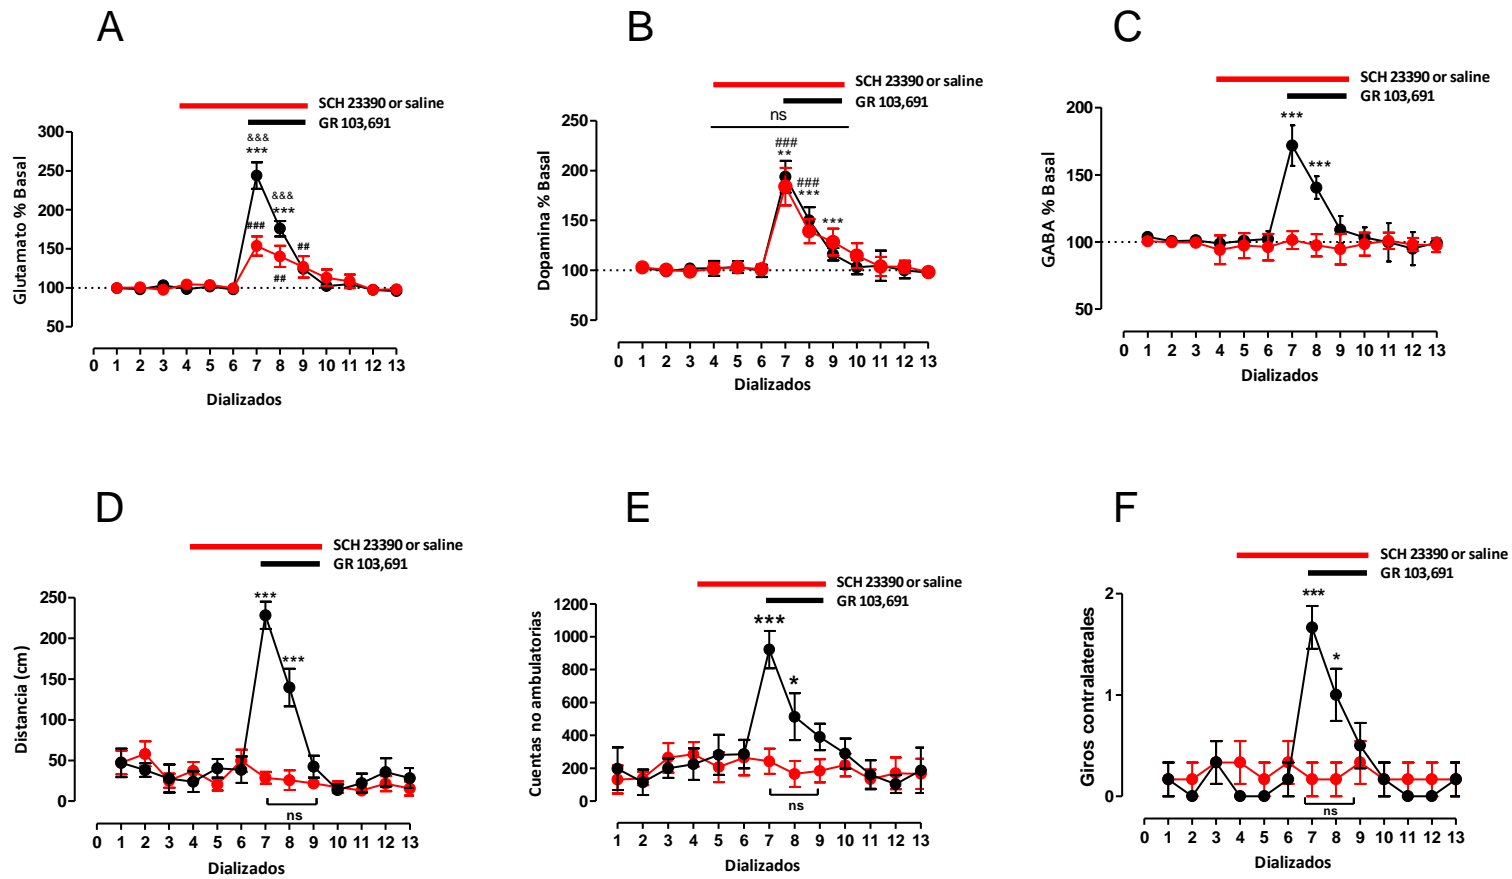 A
SCH 23390 or saline
GR 103,691
Glutamato % Basal
300
250
200
150
100
50
&&&
***
&&&
***
###
##
##
0 1 2 3 4 5 6 7 8 9 10 11 12 13
Dializados
B
SCH 23390 or saline
GR 103,691
ns
Dopamina % Basal
250
200
150
100
50
###
**
###
***
***
0 1 2 3 4 5 6 7 8 9 10 11 12 13
Dializados
C
SCH 23390 or saline
GR 103,691
GABA % Basal
200
150
100
50
***
***
0 1 2 3 4 5 6 7 8 9 10 11 12 13
Dializados
D
SCH 23390 or saline
GR 103,691
Distancia (cm)
250
200
150
100
50
0
***
***
ns
0 1 2 3 4 5 6 7 8 9 10 11 12 13
Dializados
E
SCH 23390 or saline
GR 103,691
Cuentas no ambulatorias
1200
1000
800
600
400
200
0
***
*
ns
1 2 3 4 5 6 7 8 9 10 11 12 13
Dializados
F
SCH 23390 or saline
GR 103,691
Giros contralaterales
2
1
0
***
*
ns
0 1 2 3 4 5 6 7 8 9 10 11 12 13
Dializados